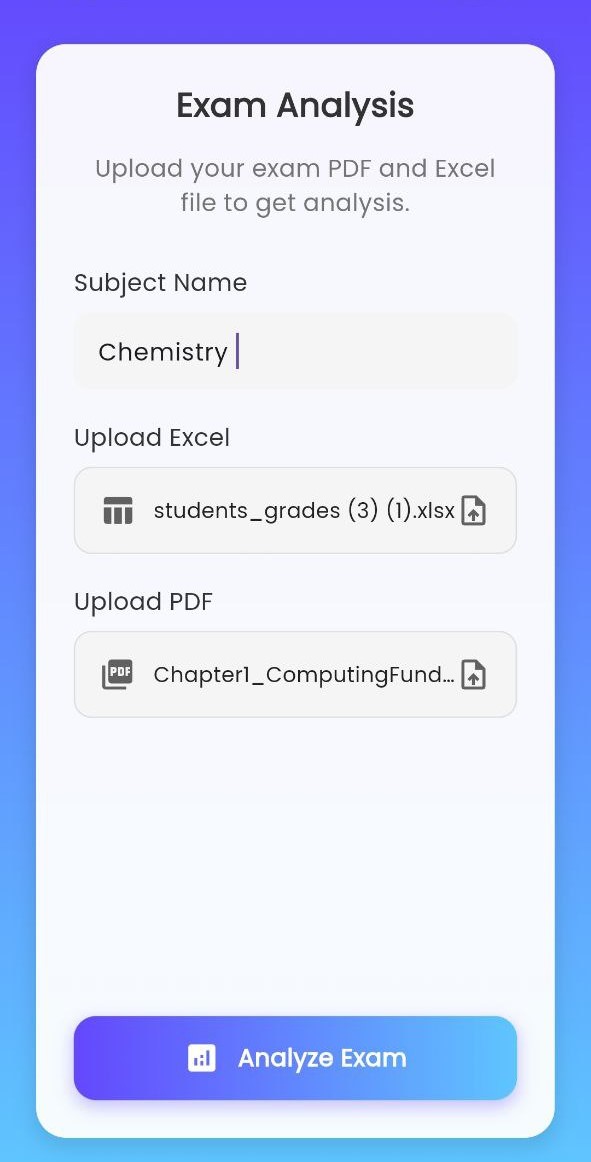 Exam Analysis
Upload your exam PDF and Excel
file to get analysis.
Subject Name
Chemistry
Upload Excel
students_grades (3) (1).xlsx
Upload PDF
PDF
Chapter1_ComputingFund...
Analyze Exam